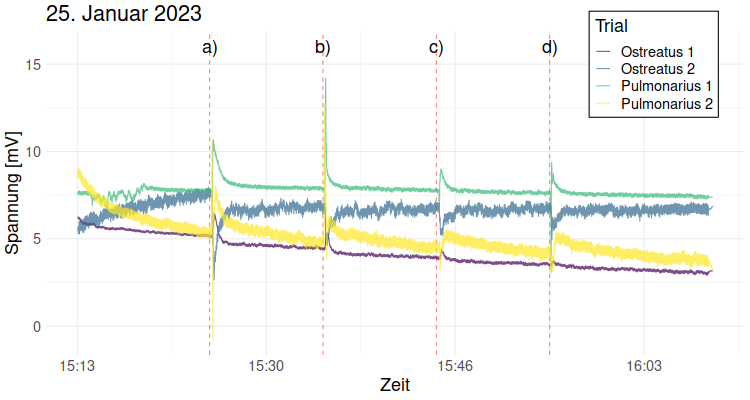 25. Januar 2023
Trial
Ostreatus 1
Ostreatus 2
Pulmonarius 1
Pulmonarius 2
a)
b)
c)
d)
Spannung [mV]
15
10
5
0
15:13
15:30
15:46
16:03
Zeit